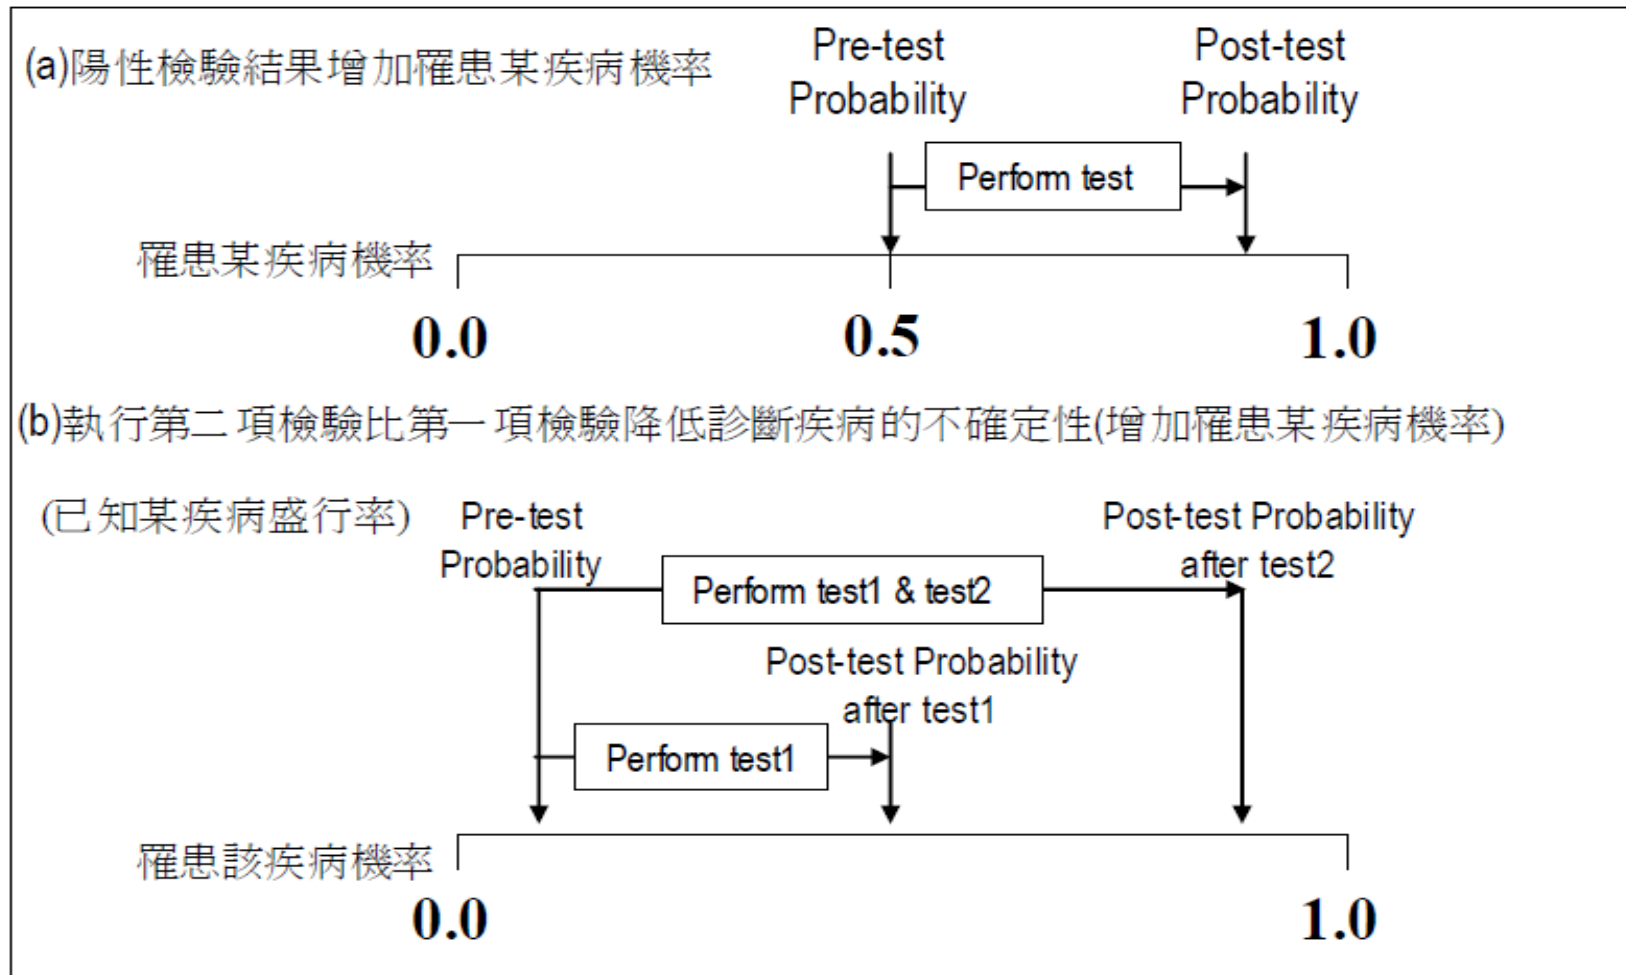 (a)陽性檢驗結果增加罹患某疾病機率
Pre-test
Probability
Post-test
Probability
Perform test
罹患某疾病機率
0.0
0.5
1.0
(b)執行第二項檢驗比第一項檢驗降低診斷疾病的不確定性(增加罹患某疾病機率)
(已知某疾病盛行率)
Pre-test
Probability
Post-test Probability
after test2
Perform test1 & test2
Post-test Probability
after test1
Perform test1
罹患該疾病機率
0.0
1.0